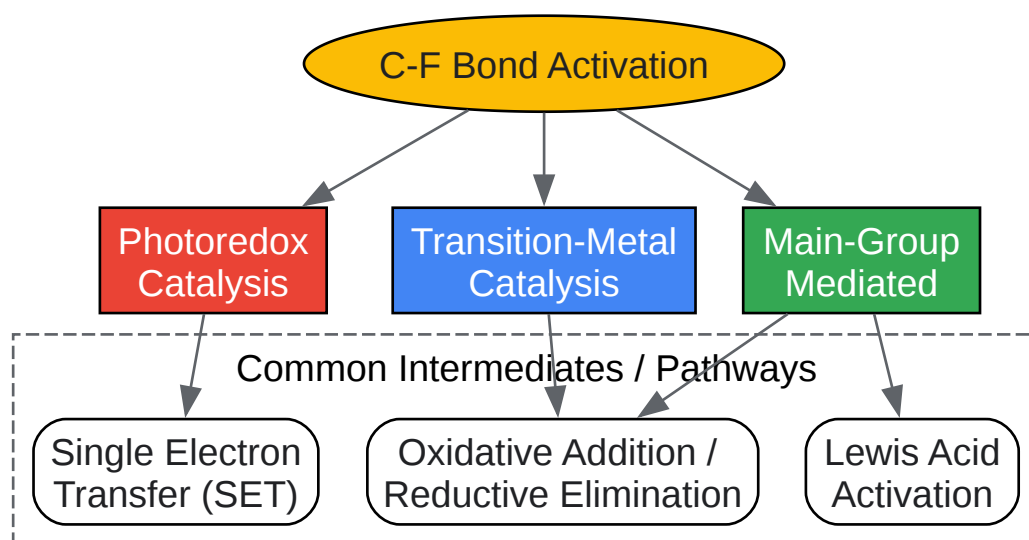 C-F Bond Activation
Photoredox
Catalysis
Transition-Metal
Catalysis
Main-Group
Mediated
Common Intermediates / Pathways
Single Electron
Transfer (SET)
Oxidative Addition /
Reductive Elimination
Lewis Acid
Activation